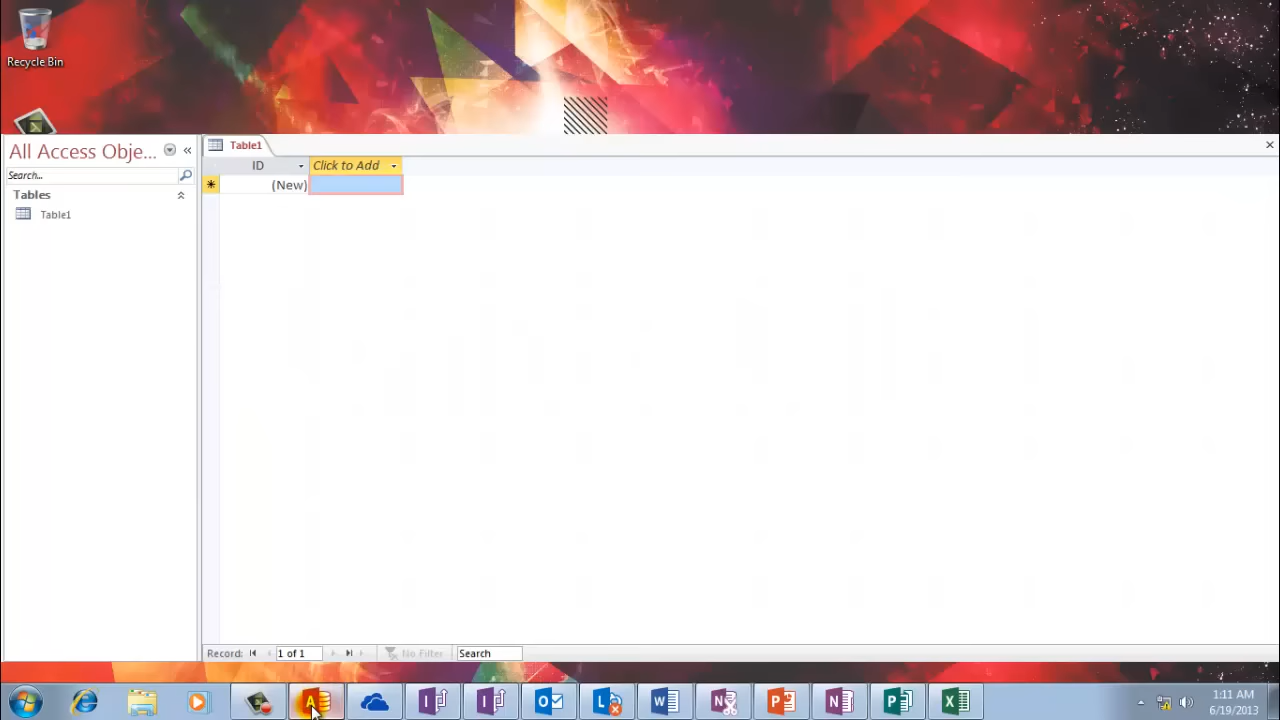 Recycle Bin
All Access Obje...
Search...
Tables
Table1
Table1
ID
Click to Add
(New)
Record:
1 of 1
No Filter
Search
1:11 AM
6/19/2013